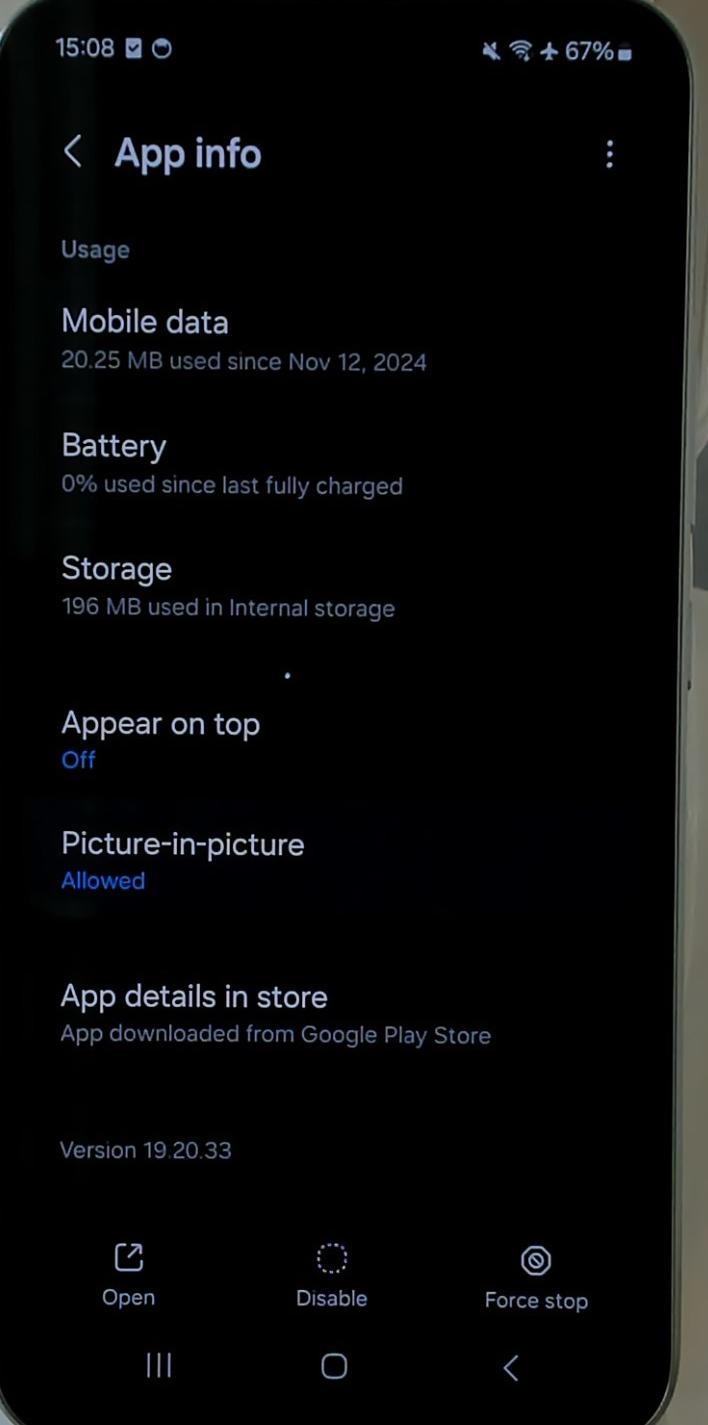 15:08 67%
App info
Usage
Mobile data
20.25 MB used since Nov 12, 2024
Battery
0% used since last fully charged
Storage
196 MB used in Internal storage
Appear on top
Off
Picture-in-picture
Allowed
App details in store
App downloaded from Google Play Store
Version 19.20.33
Open Disable Force stop